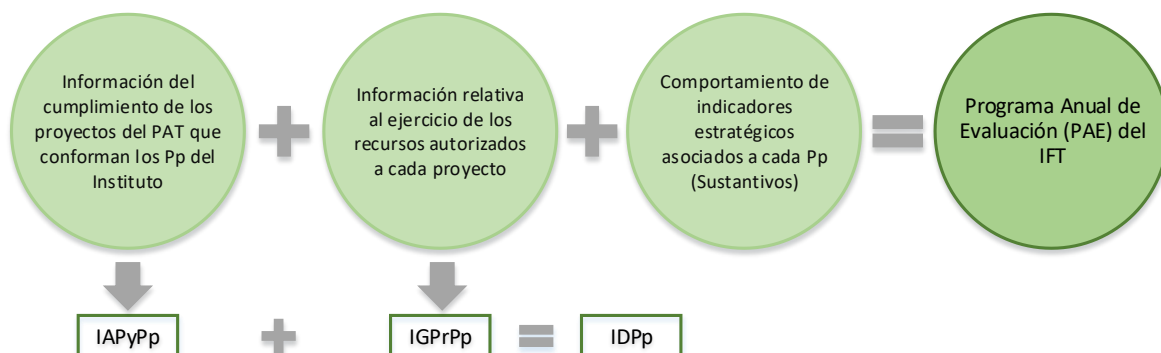 Información del
cumplimiento de los
proyectos del PAT que
conforman los Pp del
Instituto
+
Información relativa
al ejercicio de los
recursos autorizados
a cada proyecto
+
Comportamiento de
indicadores
estratégicos
asociados a cada Pp
(Sustantivos)
=
Programa Anual de
Evaluación (PAE) del
IFT
IAPyPp
+
IGPrPp
=
IDPp